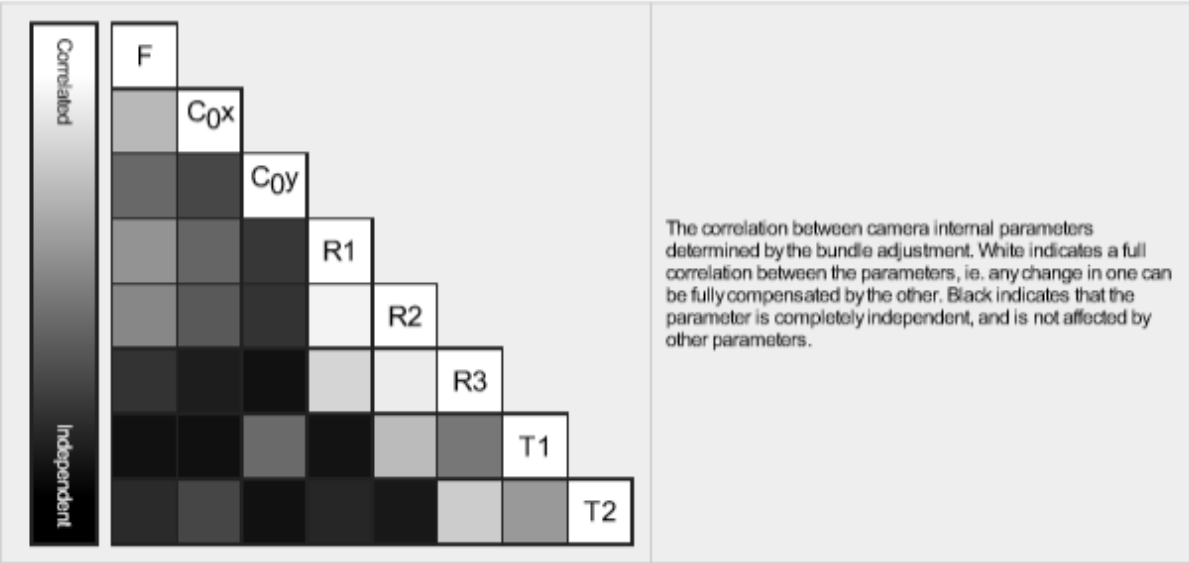 Correlated
Independent
F
C0x
C0y
R1
R2
R3
T1
T2
The correlation between camera internal parameters
determined by the bundle adjustment. White indicates a full
correlation between the parameters, ie. any change in one can
be fully compensated by the other. Black indicates that the
parameter is completely independent, and is not affected by
other parameters.